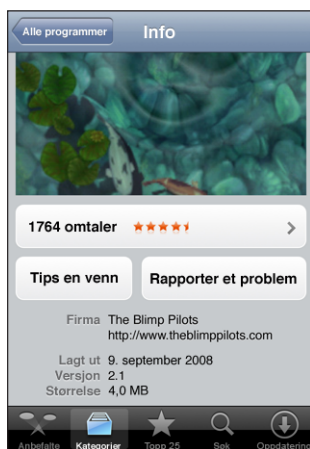 Alle programmer Info
1764 omtaler
Tips en venn Rapporter et problem
Firma The Blimp Pilots
http://www.theblimppilots.com
Lagt ut 9. september 2008
Versjon 2.1
Størrelse 4,0 MB
Anbefalte Kategorier Topp 25 Søk Oppdatering